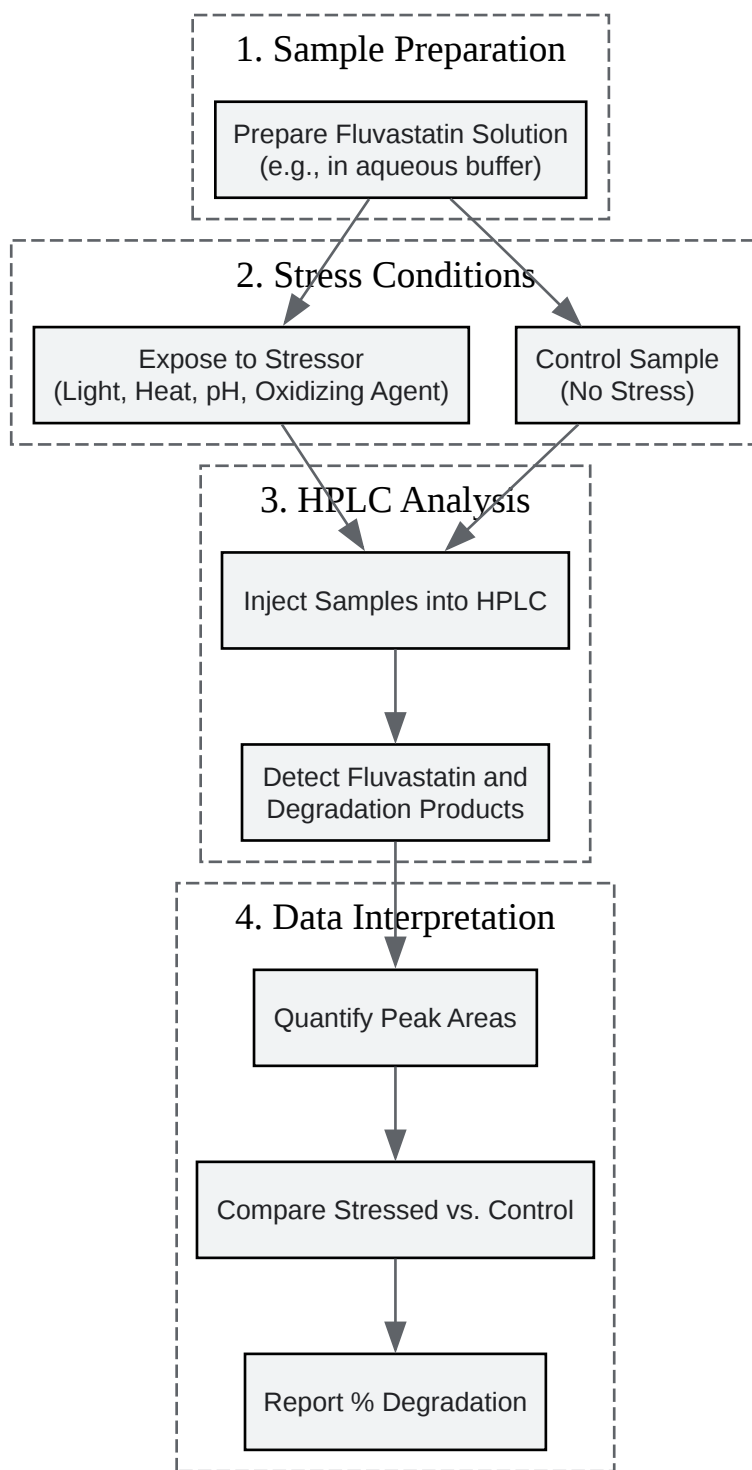 1. Sample Preparation
Prepare Fluvastatin Solution
(e.g., in aqueous buffer)
2. Stress Conditions
Expose to Stressor
(Light, Heat, pH, Oxidizing Agent)
Control Sample
(No Stress)
3. HPLC Analysis
Inject Samples into HPLC
Detect Fluvastatin and
Degradation Products
4. Data Interpretation
Quantify Peak Areas
Compare Stressed vs. Control
Report % Degradation